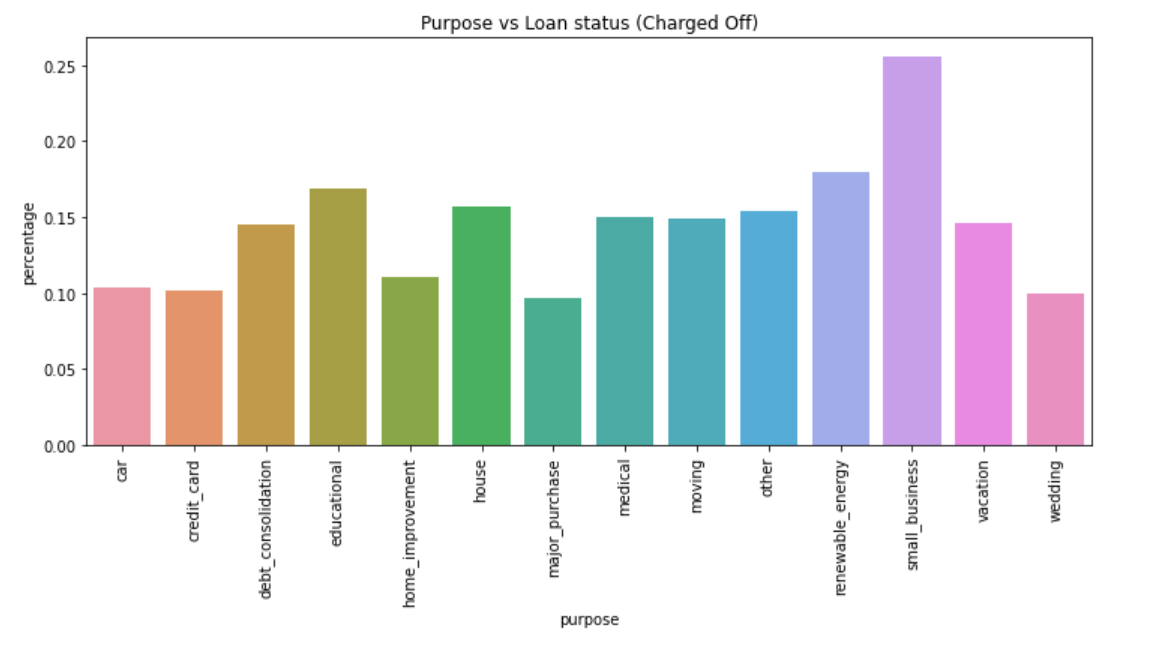 Purpose vs Loan status (Charged Off)
percentage
0.25
0.20
0.15
0.10
0.05
0.00
car
credit_card
debt_consolidation
educational
home_improvement
house
major_purchase
medical
moving
other
renewable_energy
small_business
vacation
wedding
purpose